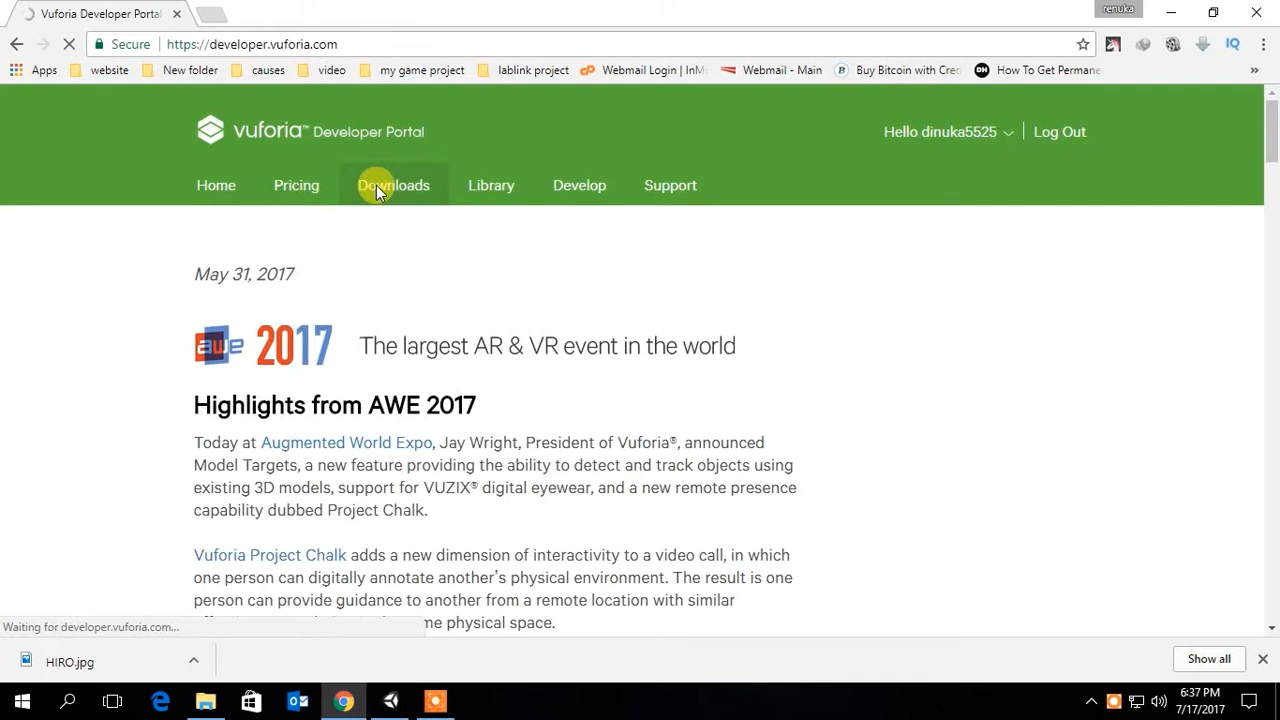 Vuforia Developer Portal
renuka
Secure
https://developer.vuforia.com
Apps
website
New folder
causes
video
my game project
lablink project
Webmail Login | InM
Webmail - Main
Buy Bitcoin with Cre
How To Get Permane
vuforia™ Developer Portal
Hello dinuka5525
Log Out
Home
Pricing
Downloads
Library
Develop
Support
May 31, 2017
awe 2017
The largest AR & VR event in the world
Highlights from AWE 2017
Today at Augmented World Expo, Jay Wright, President of Vuforia®, announced
Model Targets, a new feature providing the ability to detect and track objects using
existing 3D models, support for VUZIX® digital eyewear, and a new remote presence
capability dubbed Project Chalk.
Vuforia Project Chalk adds a new dimension of interactivity to a video call, in which
one person can digitally annotate another's physical environment. The result is one
person can provide guidance to another from a remote location with similar
me physical space.
Waiting for developer.vuforia.com...
HIRO.jpg
Show all
6:37 PM
7/17/2017